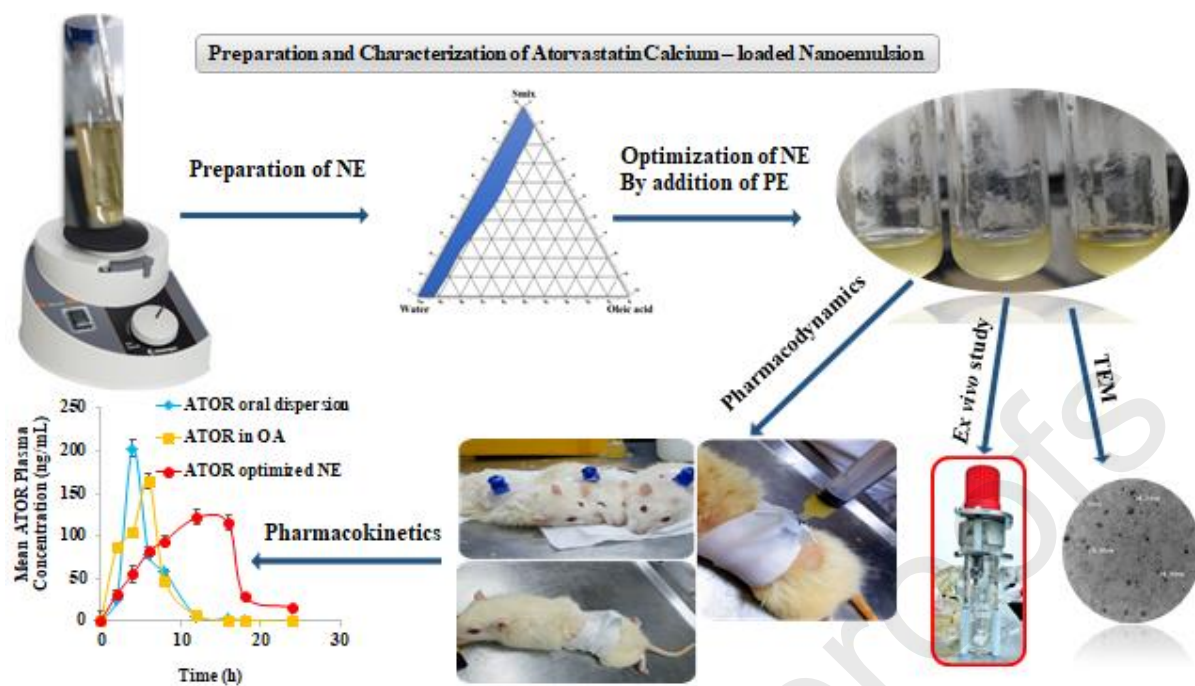 Preparation and Characterization of Atorvastatin Calcium – loaded Nanoemulsion
Preparation of NE
Smix
Water
Oleic acid
Optimization of NE
By addition of PE
Pharmacodynamics
Ex vivo study
TEM
Pharmacokinetics
Mean ATOR Plasma
Concentration (ng/mL)
250
200
150
100
50
0
ATOR oral dispersion
ATOR in OA
ATOR optimized NE
0
10
20
30
Time (h)
roofs